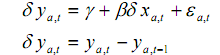 δ y_{a,t} = γ + βδ x_{a,t} + ε_{a,t}
δ y_{a,t} = y_{a,t} − y_{a,t−1}